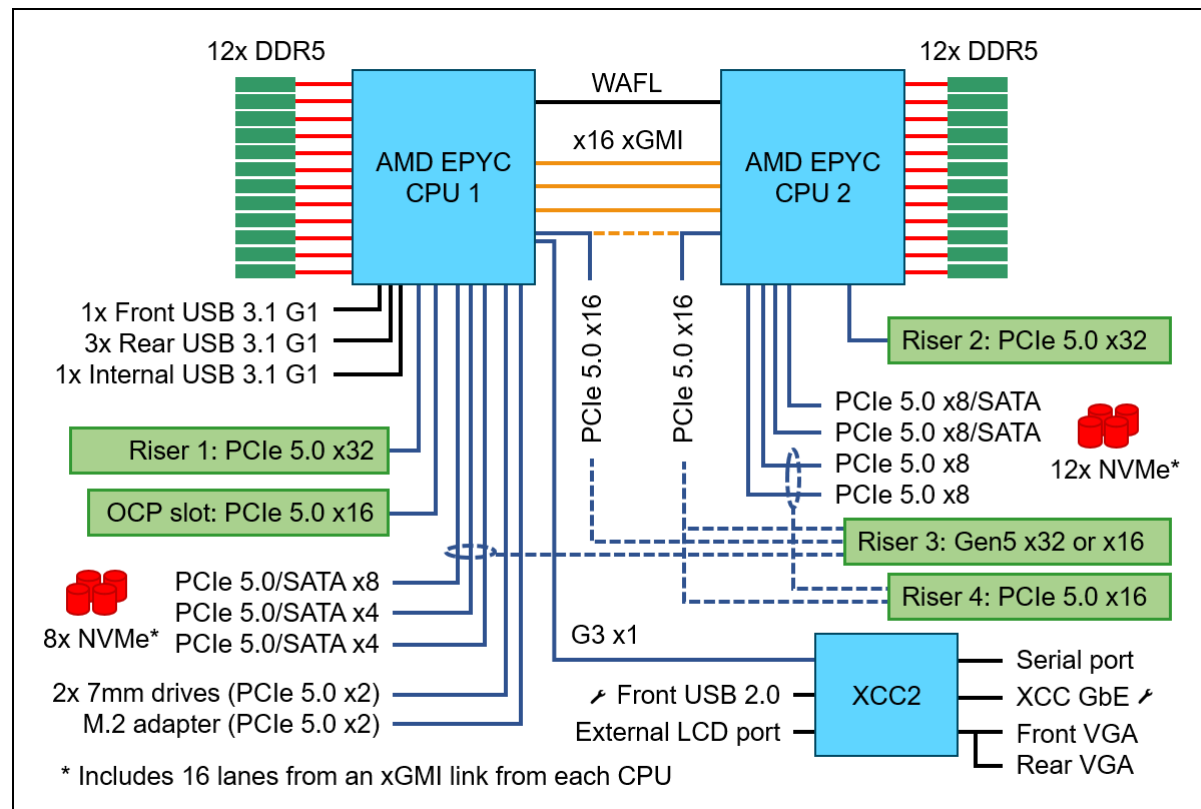 12x DDR5
12x DDR5
WAFL
x16 xGMI
AMD EPYC
CPU 1
AMD EPYC
CPU 2
1x Front USB 3.1 G1
3x Rear USB 3.1 G1
1x Internal USB 3.1 G1
PCIe 5.0 x16
PCIe 5.0 x16
Riser 2: PCIe 5.0 x32
PCIe 5.0 x8/SATA
PCIe 5.0 x8/SATA
PCIe 5.0 x8
PCIe 5.0 x8
12x NVMe*
Riser 1: PCIe 5.0 x32
OCP slot: PCIe 5.0 x16
Riser 3: Gen5 x32 or x16
Riser 4: PCIe 5.0 x16
PCIe 5.0/SATA x8
PCIe 5.0/SATA x4
PCIe 5.0/SATA x4
8x NVMe*
G3 x1
2x 7mm drives (PCIe 5.0 x2)
M.2 adapter (PCIe 5.0 x2)
Front USB 2.0
External LCD port
XCC2
Serial port
XCC GbE
Front VGA
Rear VGA
* Includes 16 lanes from an xGMI link from each CPU